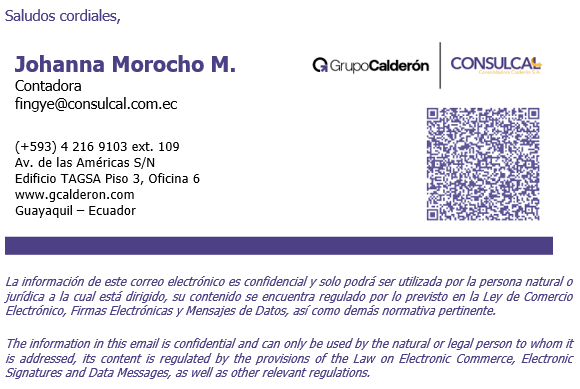 Saludos cordiales,
Johanna Morocho M.
Contadora
fingye@consulcal.com.ec
GrupoCalderón
CONSULCAL
(+593) 4 216 9103 ext. 109
Av. de las Américas S/N
Edificio TAGSA Piso 3, Oficina 6
www.gcalderon.com
Guayaquil – Ecuador
La información de este correo electrónico es confidencial y solo podrá ser utilizada por la persona natural o
jurídica a la cual está dirigido, su contenido se encuentra regulado por lo previsto en la Ley de Comercio
Electrónico, Firmas Electrónicas y Mensajes de Datos, así como demás normativa pertinente.
The information in this email is confidential and can only be used by the natural or legal person to whom it
is addressed, its content is regulated by the provisions of the Law on Electronic Commerce, Electronic
Signatures and Data Messages, as well as other relevant regulations.